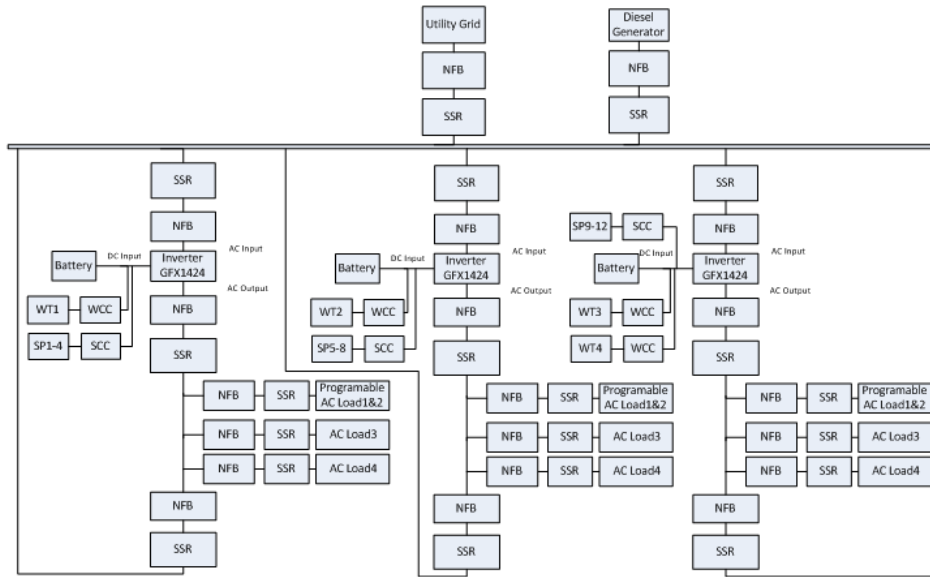 Utility Grid
Diesel
Generator
NFB
NFB
SSR
SSR
SSR
NFB
AC Input
DC Input
Battery
Inverter
GFX1424
AC Output
WT1
WCC
NFB
SP1-4
SCC
SSR
NFB
SSR
Programable
AC Load1&2
NFB
SSR
AC Load3
NFB
SSR
AC Load4
NFB
SSR
SSR
NFB
AC Input
DC Input
Battery
Inverter
GFX1424
AC Output
WT2
WCC
NFB
SP5-8
SCC
SSR
NFB
SSR
Programable
AC Load1&2
NFB
SSR
AC Load3
NFB
SSR
AC Load4
NFB
SSR
SSR
SP9-12
SCC
NFB
AC Input
DC Input
Battery
Inverter
GFX1424
AC Output
WT3
WCC
NFB
WT4
WCC
SSR
NFB
SSR
Programable
AC Load1&2
NFB
SSR
AC Load3
NFB
SSR
AC Load4
NFB
SSR